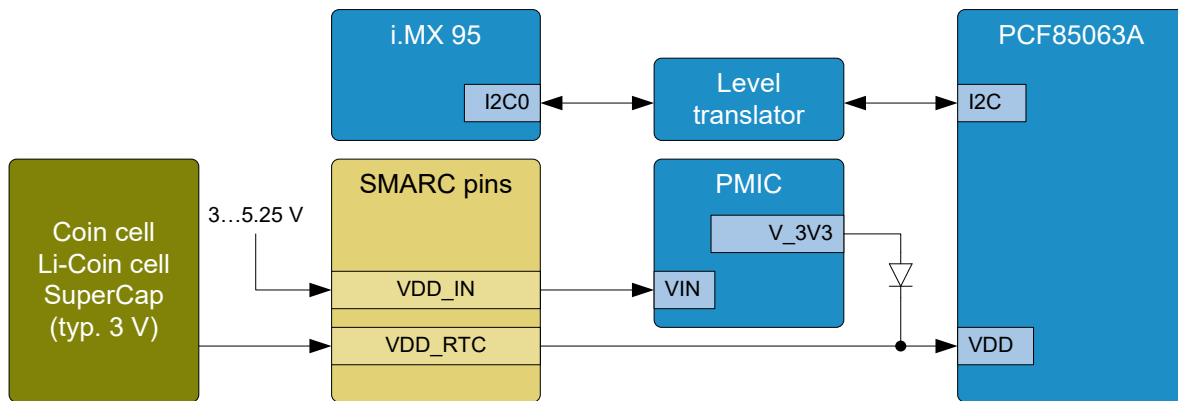 i.MX 95
I2C0
Level
translator
PCF85063A
I2C
Coin cell
Li-Coin cell
SuperCap
(typ. 3 V)
3…5.25 V
SMARC pins
VDD_IN
VDD_RTC
PMIC
V_3V3
VIN
VDD